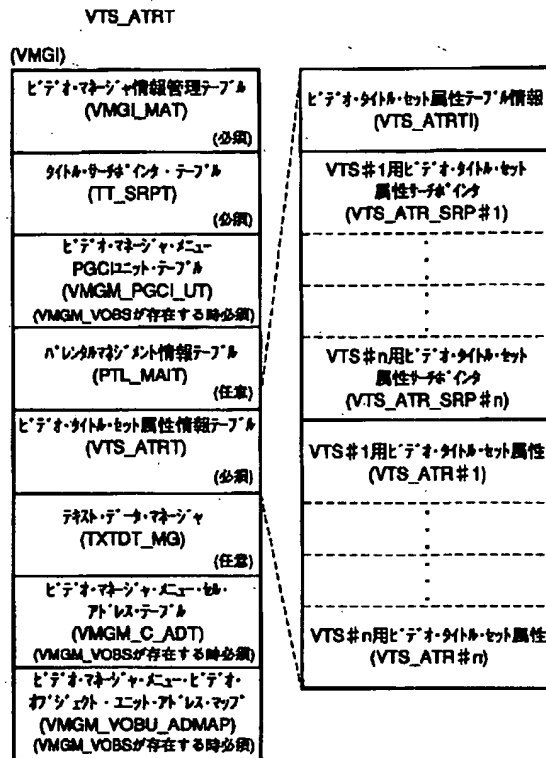 VTS_ATRT
(VMGI)
ビデオ・マネージャ情報管理テーブル
(VMGI_MAT)
(必須)
タイトル・サーチポインタ・テーブル
(TT_SRPT)
(必須)
ビデオ・マネージャ・メニュー
PGCIユニット・テーブル
(VMGM_PGCI_UT)
(VMGM_VOBSが存在する時必須)
パレンタルマネジメント情報テーブル
(PTL_MAIT)
(任意)
ビデオ・タイトル・セット属性情報テーブル
(VTS_ATRT)
(必須)
テキスト・データ・マネージャ
(TXTDT_MG)
(任意)
ビデオ・マネージャ・メニュー・セル・
アドレス・テーブル
(VMGM_C_ADT)
(VMGM_VOBSが存在する時必須)
ビデオ・マネージャ・メニュー・ビデオ・
オブジェクト・ユニット・アドレス・マップ
(VMGM_VOBU_ADMAP)
(VMGM_VOBSが存在する時必須)
ビデオ・タイトル・セット属性テーブル情報
(VTS_ATRTI)
VTS#1用ビデオ・タイトル・セット
属性サーチポインタ
(VTS_ATR_SRP#1)
VTS#n用ビデオ・タイトル・セット
属性サーチポインタ
(VTS_ATR_SRP#n)
VTS#1用ビデオ・タイトル・セット属性
(VTS_ATR#1)
VTS#n用ビデオ・タイトル・セット属性
(VTS_ATR#n)